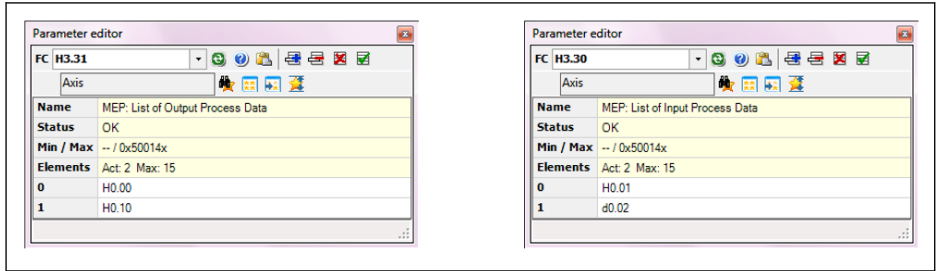 Parameter editor
FC H3.31
Axis
Name MEP: List of Output Process Data
Status OK
Min / Max -- / 0x50014x
Elements Act: 2 Max: 15
0 H0.00
1 H0.10
Parameter editor
FC H3.30
Axis
Name MEP: List of Input Process Data
Status OK
Min / Max -- / 0x50014x
Elements Act: 2 Max: 15
0 H0.01
1 d0.02